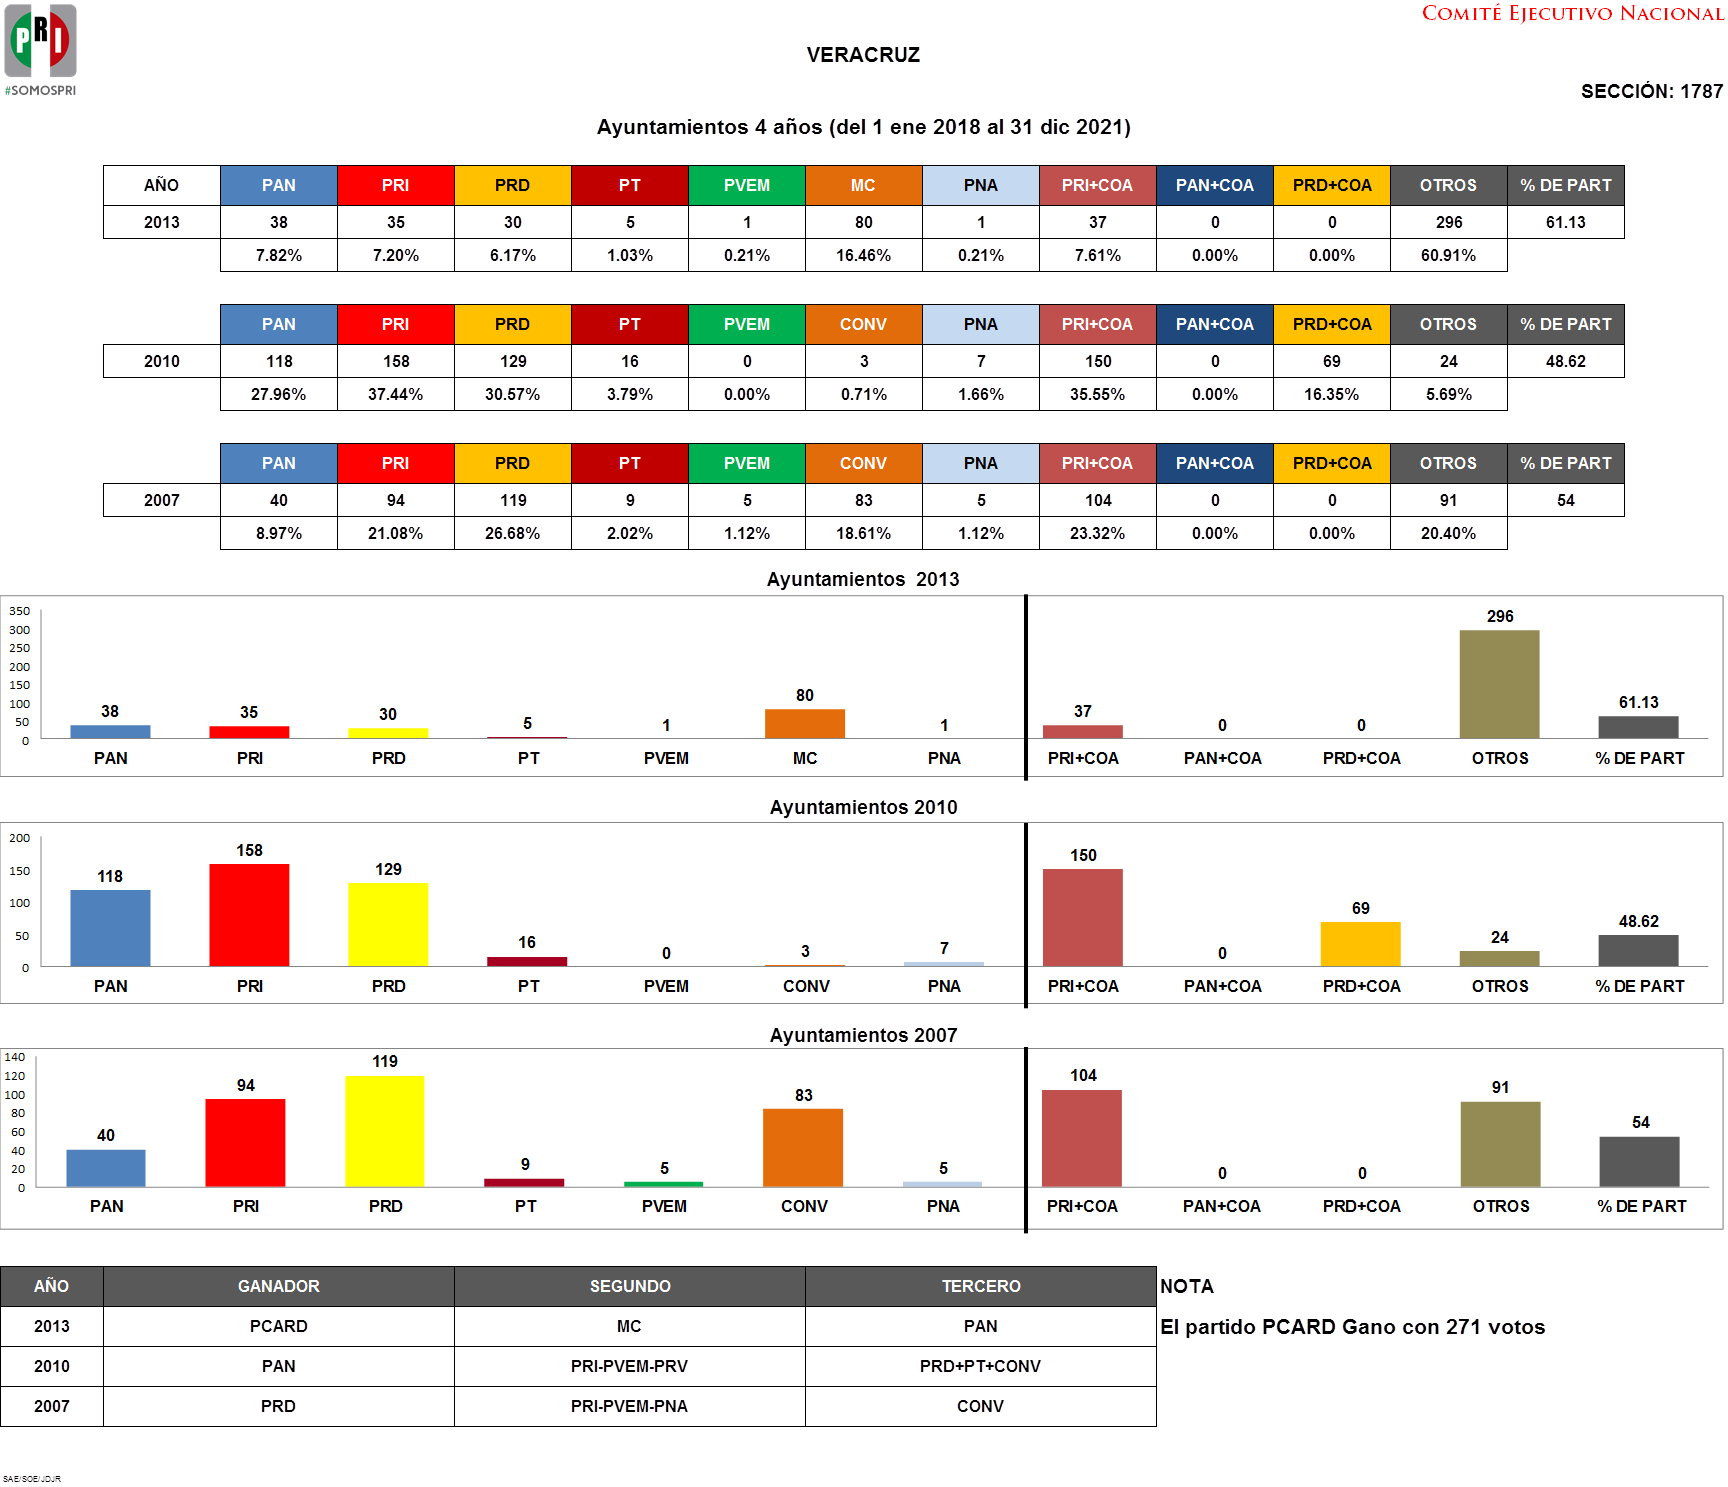 PRI
#SOMOSPRI
COMITÉ EJECUTIVO NACIONAL
VERACRUZ
SECCIÓN: 1787
Ayuntamientos 4 años (del 1 ene 2018 al 31 dic 2021)
AÑO PAN PRI PRD PT PVEM MC PNA PRI+COA PAN+COA PRD+COA OTROS % DE PART
2013 38 35 30 5 1 80 1 37 0 0 296 61.13
7.82% 7.20% 6.17% 1.03% 0.21% 16.46% 0.21% 7.61% 0.00% 0.00% 60.91%
PAN PRI PRD PT PVEM CONV PNA PRI+COA PAN+COA PRD+COA OTROS % DE PART
2010 118 158 129 16 0 3 7 150 0 69 24 48.62
27.96% 37.44% 30.57% 3.79% 0.00% 0.71% 1.66% 35.55% 0.00% 16.35% 5.69%
PAN PRI PRD PT PVEM CONV PNA PRI+COA PAN+COA PRD+COA OTROS % DE PART
2007 40 94 119 9 5 83 5 104 0 0 91 54
8.97% 21.08% 26.68% 2.02% 1.12% 18.61% 1.12% 23.32% 0.00% 0.00% 20.40%
Ayuntamientos 2013
350
300
250
200
150
100
50
0
38 35 30 5 1 80 1 37 0 0 296 61.13
PAN PRI PRD PT PVEM MC PNA PRI+COA PAN+COA PRD+COA OTROS % DE PART
Ayuntamientos 2010
200
150
100
50
0
118 158 129 16 0 3 7 150 0 69 24 48.62
PAN PRI PRD PT PVEM CONV PNA PRI+COA PAN+COA PRD+COA OTROS % DE PART
Ayuntamientos 2007
140
120
100
80
60
40
20
0
40 94 119 9 5 83 5 104 0 0 91 54
PAN PRI PRD PT PVEM CONV PNA PRI+COA PAN+COA PRD+COA OTROS % DE PART
AÑO GANADOR SEGUNDO TERCERO NOTA
2013 PCARD MC PAN El partido PCARD Gano con 271 votos
2010 PAN PRI-PVEM-PRV PRD+PT+CONV
2007 PRD PRI-PVEM-PNA CONV
SAE/SOE/JDJR